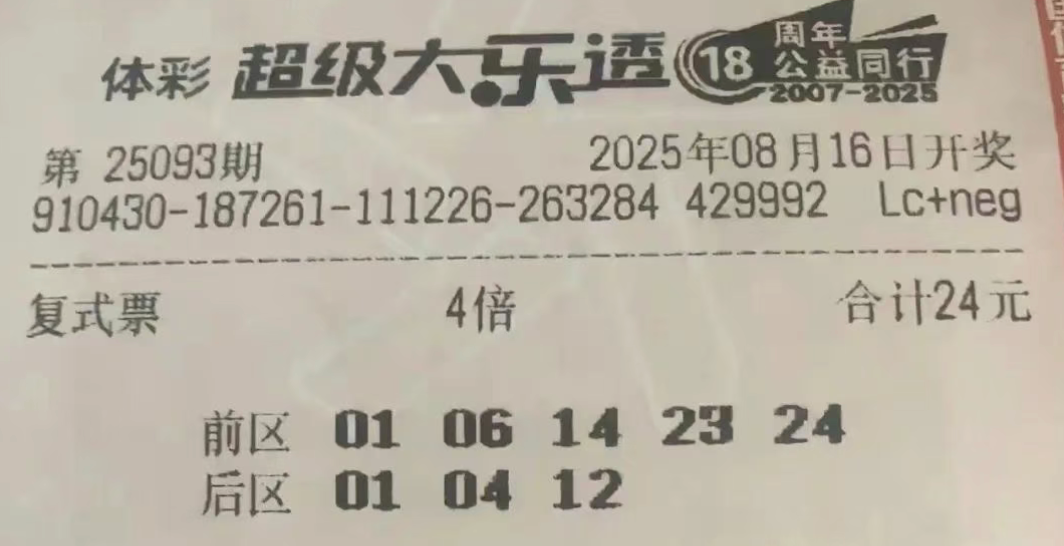 体彩 超级大乐透 18 周年
公益同行
2007-2025
第 25093期 2025年08月16日开奖
910430-187261-111226-263284 429992 Lc+neg
复式票 4倍 合计24元
前区 01 06 14 23 24
后区 01 04 12